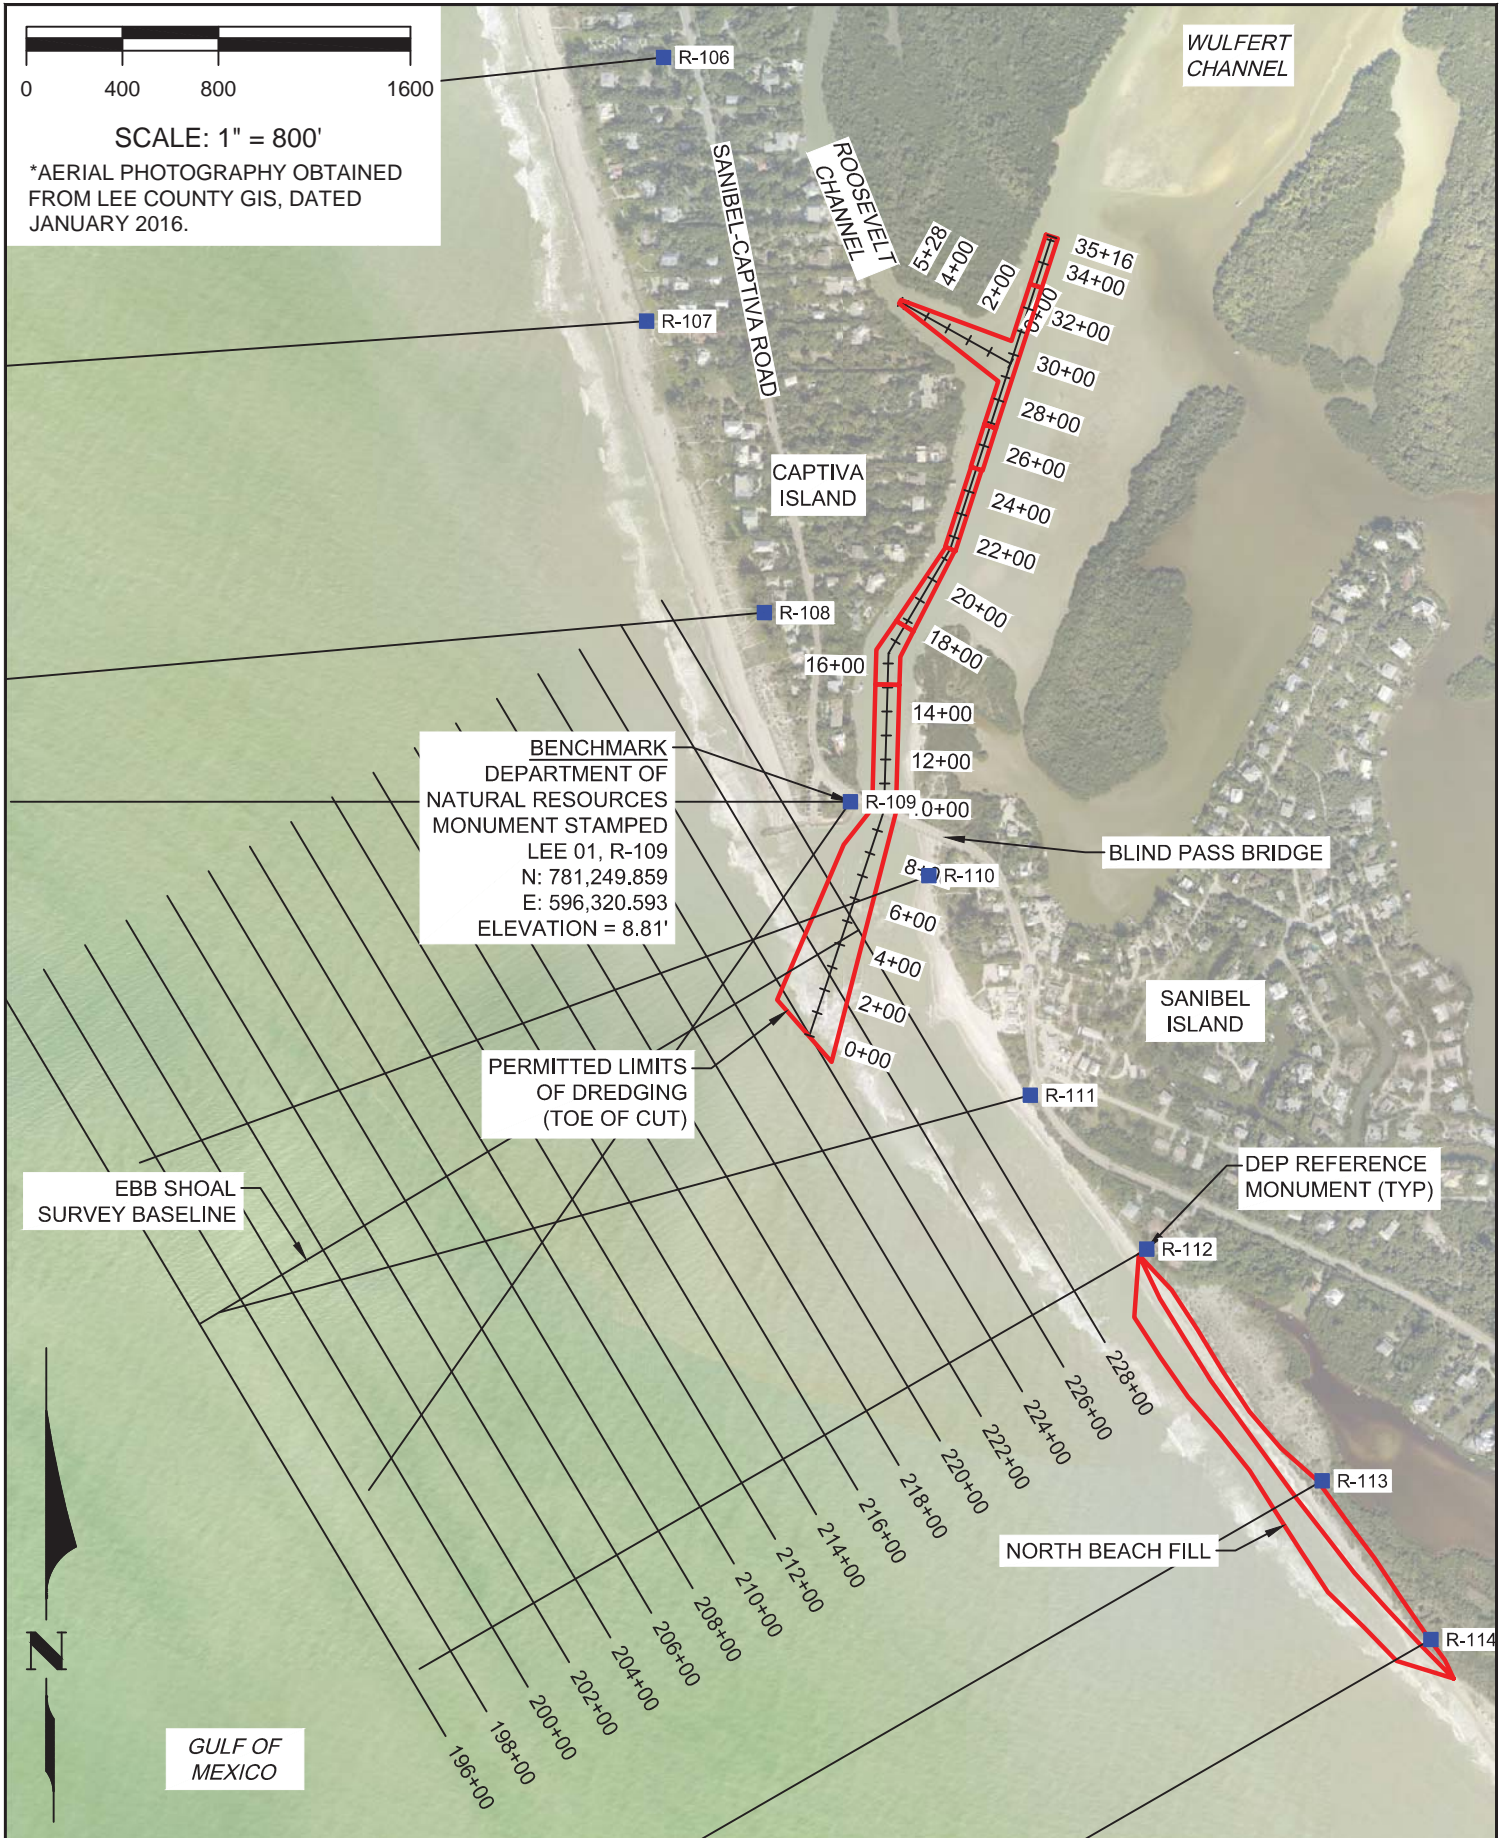 0 400 800 1600
SCALE: 1" = 800'
*AERIAL PHOTOGRAPHY OBTAINED
FROM LEE COUNTY GIS, DATED
JANUARY 2016.
R-106
WULFERT
CHANNEL
SANIBEL-CAPTIVA ROAD
ROOSEVELT
CHANNEL
5+28
4+00
2+00
0+00
35+16
34+00
32+00
30+00
28+00
26+00
24+00
22+00
20+00
18+00
16+00
14+00
12+00
R-107
CAPTIVA
ISLAND
R-108
BENCHMARK
DEPARTMENT OF
NATURAL RESOURCES
MONUMENT STAMPED
LEE 01, R-109
N: 781,249.859
E: 596,320.593
ELEVATION = 8.81'
R-109
0+00
BLIND PASS BRIDGE
R-110
6+00
4+00
2+00
0+00
SANIBEL
ISLAND
PERMITTED LIMITS
OF DREDGING
(TOE OF CUT)
R-111
EBB SHOAL
SURVEY BASELINE
DEP REFERENCE
MONUMENT (TYP)
R-112
228+00
226+00
224+00
222+00
220+00
218+00
216+00
214+00
212+00
210+00
208+00
206+00
204+00
202+00
200+00
198+00
196+00
R-113
NORTH BEACH FILL
R-114
N
GULF OF
MEXICO